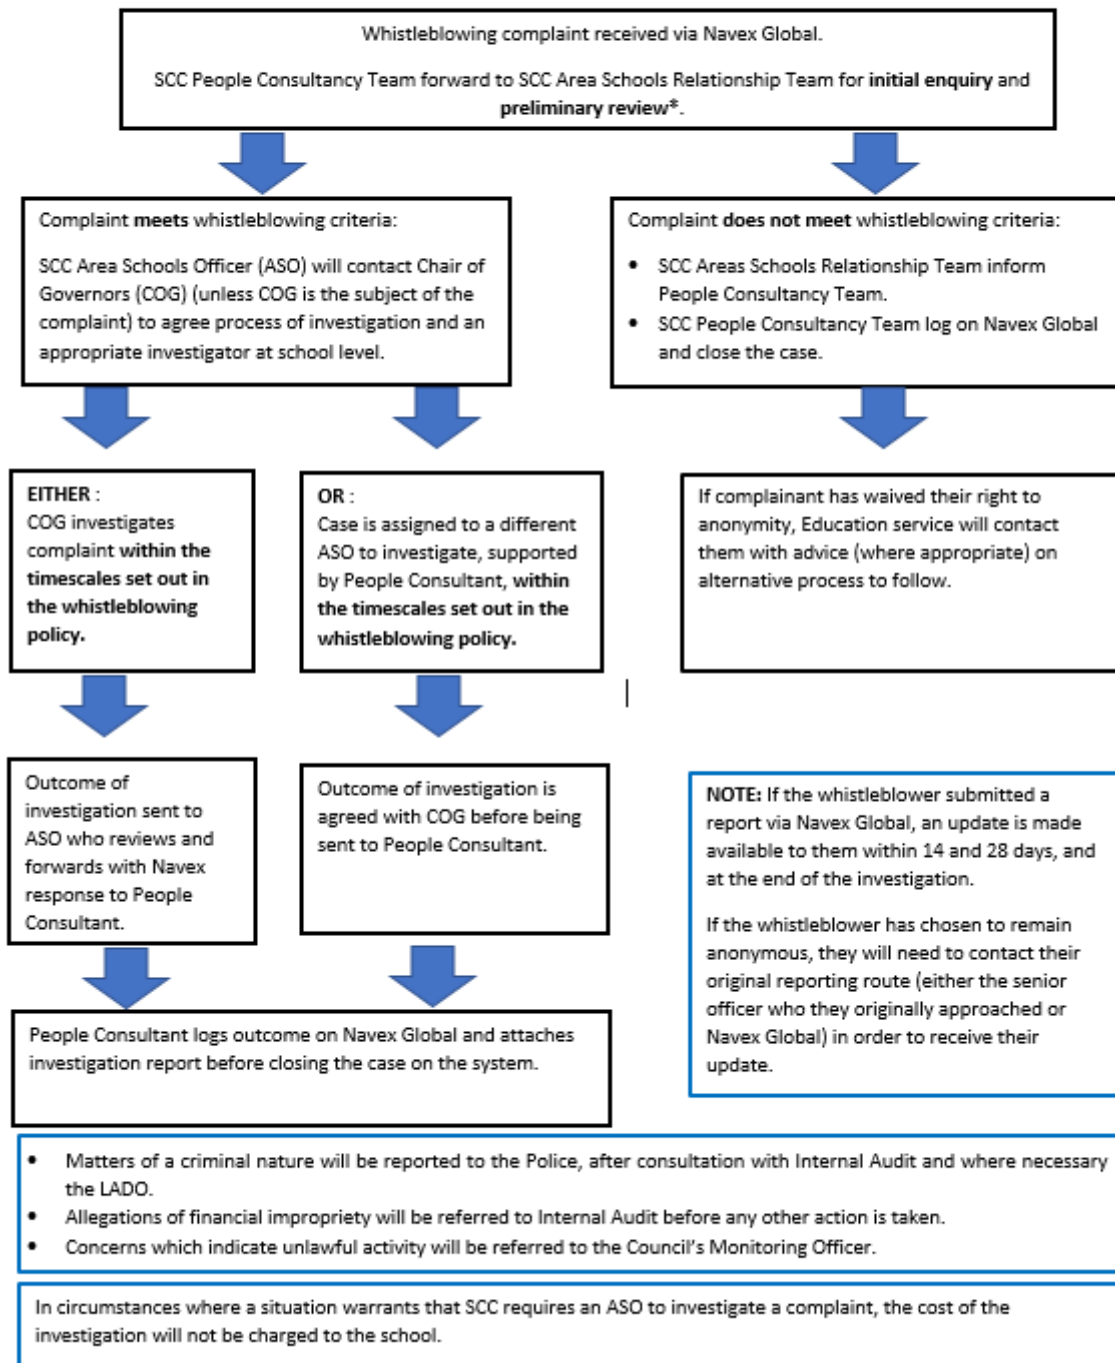 Whistleblowing complaint received via Navex Global.
SCC People Consultancy Team forward to SCC Area Schools Relationship Team for initial enquiry and
preliminary review*.
Complaint meets whistleblowing criteria:
SCC Area Schools Officer (ASO) will contact Chair of
Governors (COG) (unless COG is the subject of the
complaint) to agree process of investigation and an
appropriate investigator at school level.
Complaint does not meet whistleblowing criteria:
• SCC Areas Schools Relationship Team inform
People Consultancy Team.
• SCC People Consultancy Team log on Navex Global
and close the case.
EITHER :
COG investigates
complaint within the
timescales set out in
the whistleblowing
policy.
OR :
Case is assigned to a different
ASO to investigate, supported
by People Consultant, within
the timescales set out in the
whistleblowing policy.
If complainant has waived their right to
anonymity, Education service will contact
them with advice (where appropriate) on
alternative process to follow.
Outcome of
investigation sent to
ASO who reviews and
forwards with Navex
response to People
Consultant.
Outcome of investigation is
agreed with COG before being
sent to People Consultant.
NOTE: If the whistleblower submitted a
report via Navex Global, an update is made
available to them within 14 and 28 days, and
at the end of the investigation.
If the whistleblower has chosen to remain
anonymous, they will need to contact their
original reporting route (either the senior
officer who they originally approached or
Navex Global) in order to receive their
update.
People Consultant logs outcome on Navex Global and attaches
investigation report before closing the case on the system.
• Matters of a criminal nature will be reported to the Police, after consultation with Internal Audit and where necessary
the LADO.
• Allegations of financial impropriety will be referred to Internal Audit before any other action is taken.
• Concerns which indicate unlawful activity will be referred to the Council's Monitoring Officer.
In circumstances where a situation warrants that SCC requires an ASO to investigate a complaint, the cost of the
investigation will not be charged to the school.